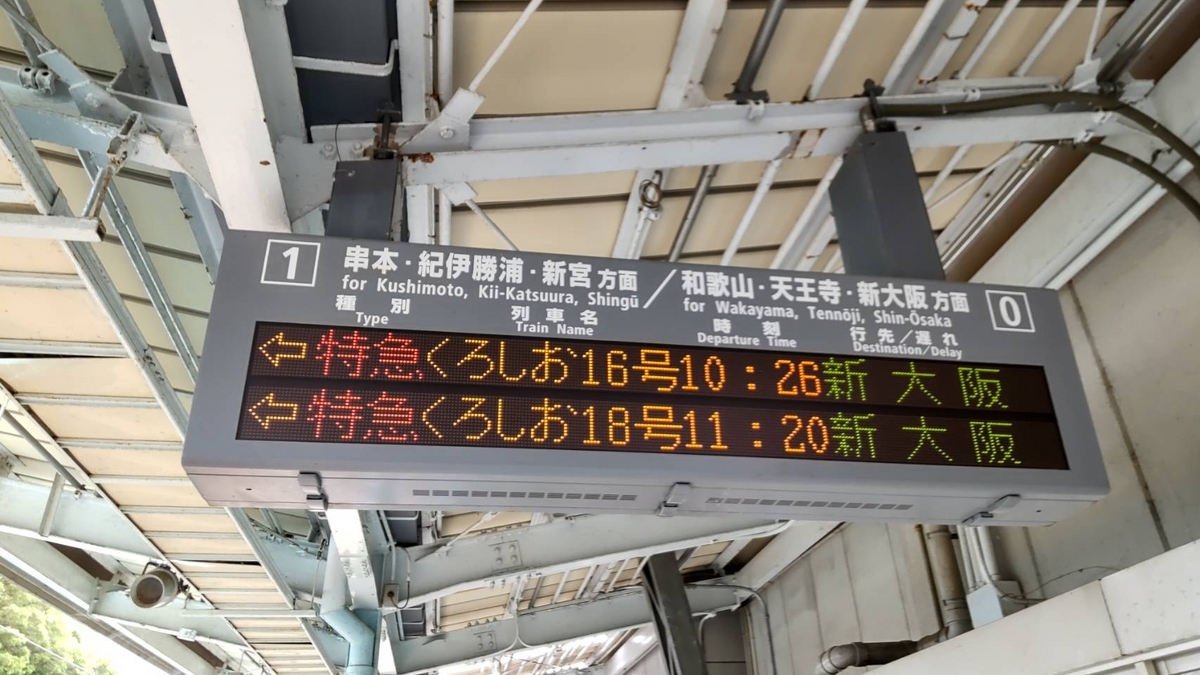 1 串本・紀伊勝浦・新宮方面／和歌山・天王寺・新大阪方面 0
for Kushimoto, Kii-Katsuura, Shingū for Wakayama, Tennōji, Shin-Ōsaka
種別 列車名 時刻 行先／遅れ
Type Train Name Departure Time Destination/Delay
←特急くろしお16号10：26新大阪
←特急くろしお18号11：20新大阪